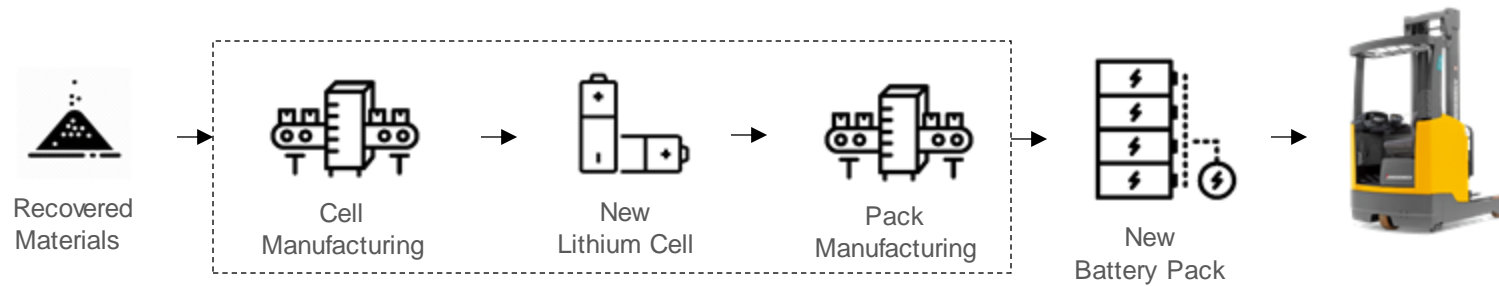 Recovered
Materials
Cell
Manufacturing
New
Lithium Cell
Pack
Manufacturing
New
Battery Pack